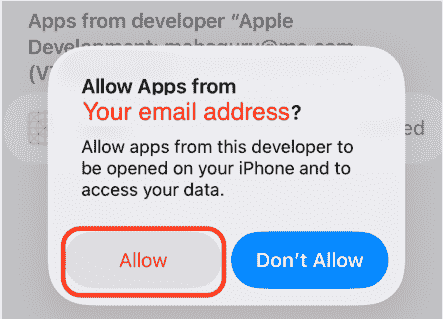 Apps from developer “Apple
Development:
Allow Apps from
Your email address?
Allow apps from this developer to
be opened on your iPhone and to
access your data.
Allow
Don’t Allow